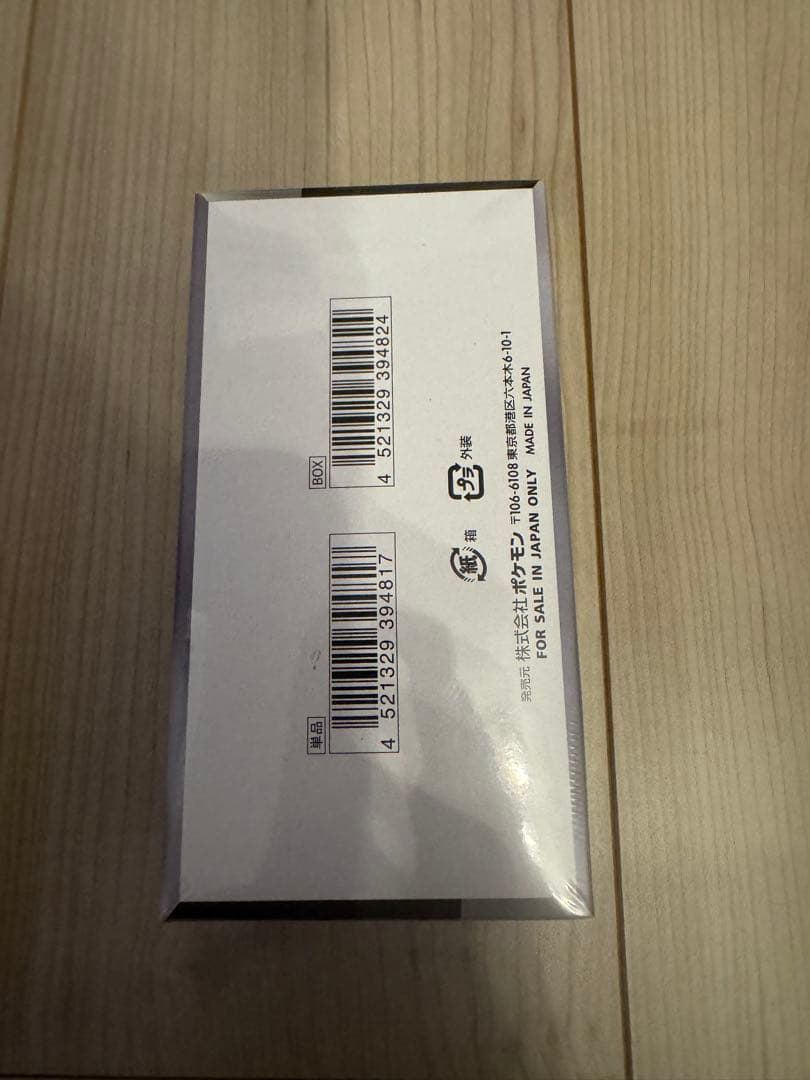 単品
4 521329 394817
BOX
4 521329 394824
紙 箱
プラ 外装
発売元 株式会社 ポケモン 〒106-6108 東京都港区六本木6-10-1
FOR SALE IN JAPAN ONLY MADE IN JAPAN